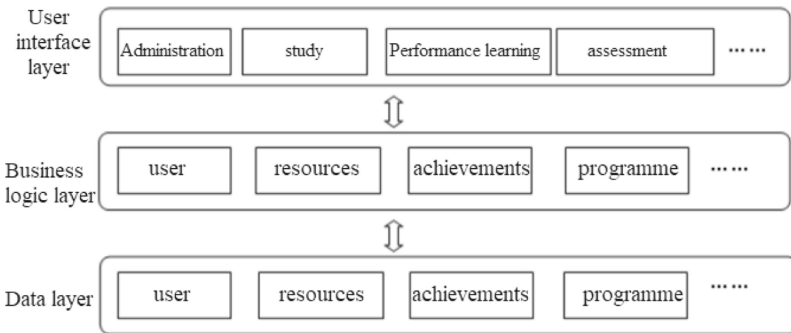 User
interface
layer
Administration
study
Performance learning
assessment
……
Business
logic layer
user
resources
achievements
programme
……
Data layer
user
resources
achievements
programme
……